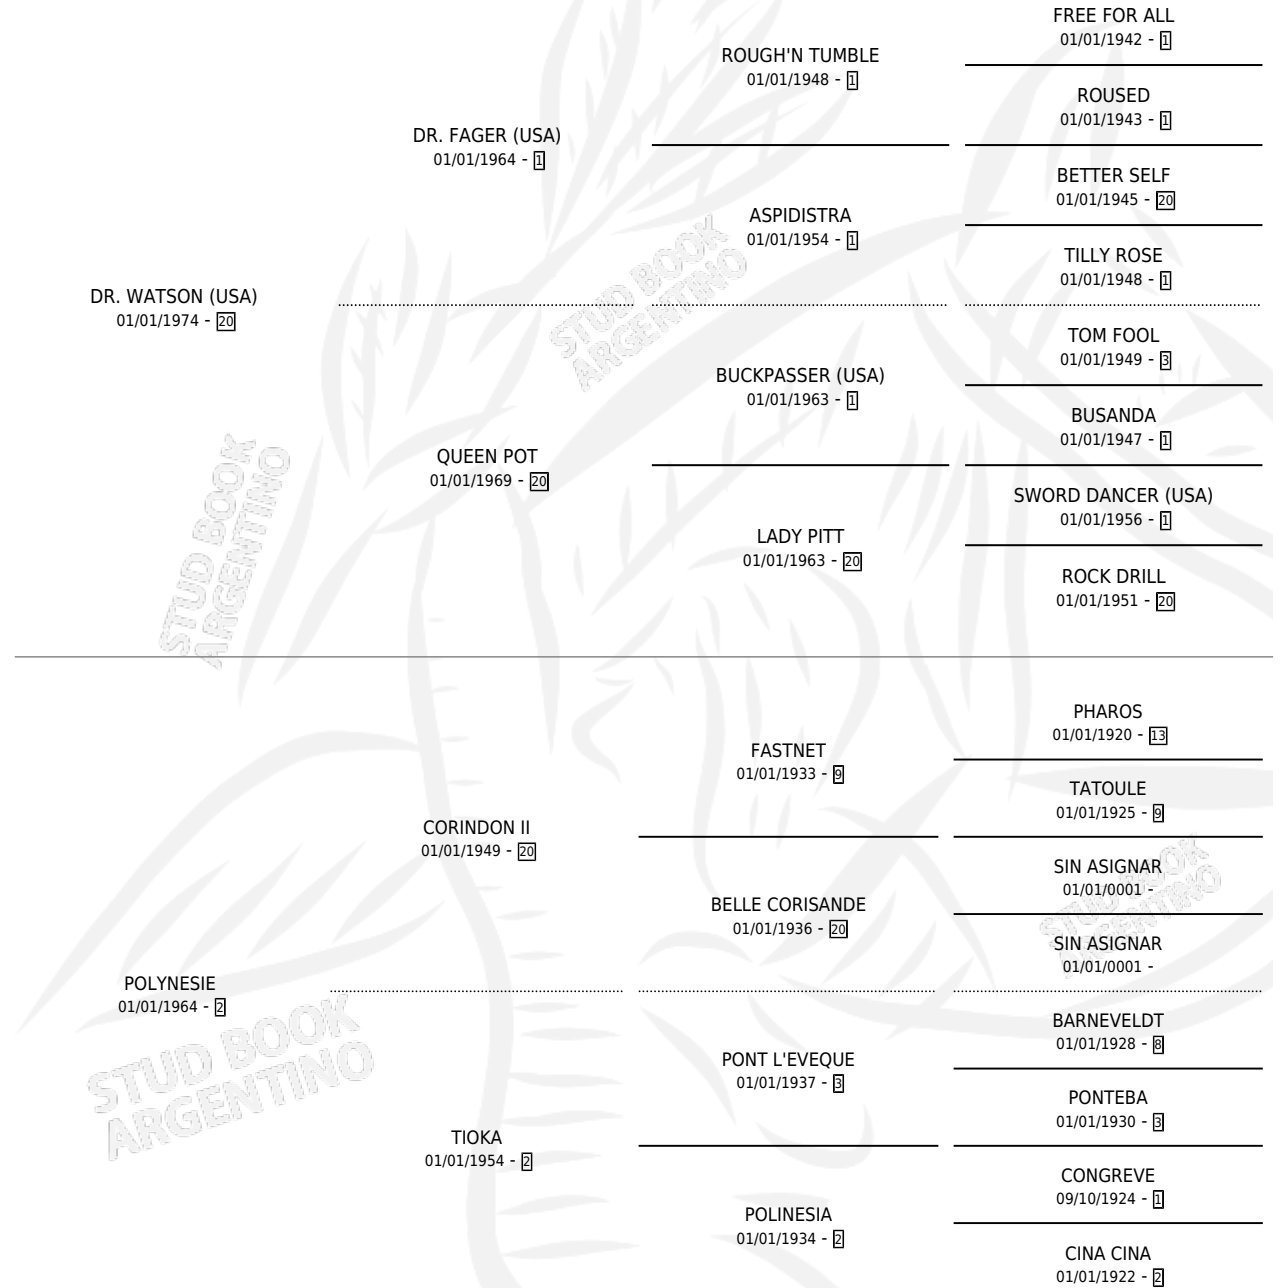 FREE FOR ALL
01/01/1942 - 1
ROUGH'N TUMBLE
01/01/1948 - 1
ROUSED
01/01/1943 - 1
DR. FAGER (USA)
01/01/1964 - 1
BETTER SELF
01/01/1945 - 20
ASPIDISTRA
01/01/1954 - 1
TILLY ROSE
01/01/1948 - 1
DR. WATSON (USA)
01/01/1974 - 20
STUD BOOK
ARGENTINO
TOM FOOL
01/01/1949 - 3
BUCKPASSER (USA)
01/01/1963 - 1
BUSANDA
01/01/1947 - 1
QUEEN POT
01/01/1969 - 20
SWORD DANCER (USA)
01/01/1956 - 1
LADY PITT
01/01/1963 - 20
ROCK DRILL
01/01/1951 - 20
STUD BOOK
ARGENTINO
PHAROS
01/01/1920 - 13
FASTNET
01/01/1933 - 9
TATOULE
01/01/1925 - 9
CORINDON II
01/01/1949 - 20
SIN ASIGNAR
01/01/0001 -
BELLE CORISANDE
01/01/1936 - 20
SIN ASIGNAR
01/01/0001 -
STUD BOOK
ARGENTINO
POLYNESIE
01/01/1964 - 2
BARNEVELDT
01/01/1928 - 8
PONT L'EVEQUE
01/01/1937 - 3
PONTEBA
01/01/1930 - 3
STUD BOOK
ARGENTINO
TIOKA
01/01/1954 - 2
CONGREVE
09/10/1924 - 1
POLINESIA
01/01/1934 - 2
CINA CINA
01/01/1922 - 2